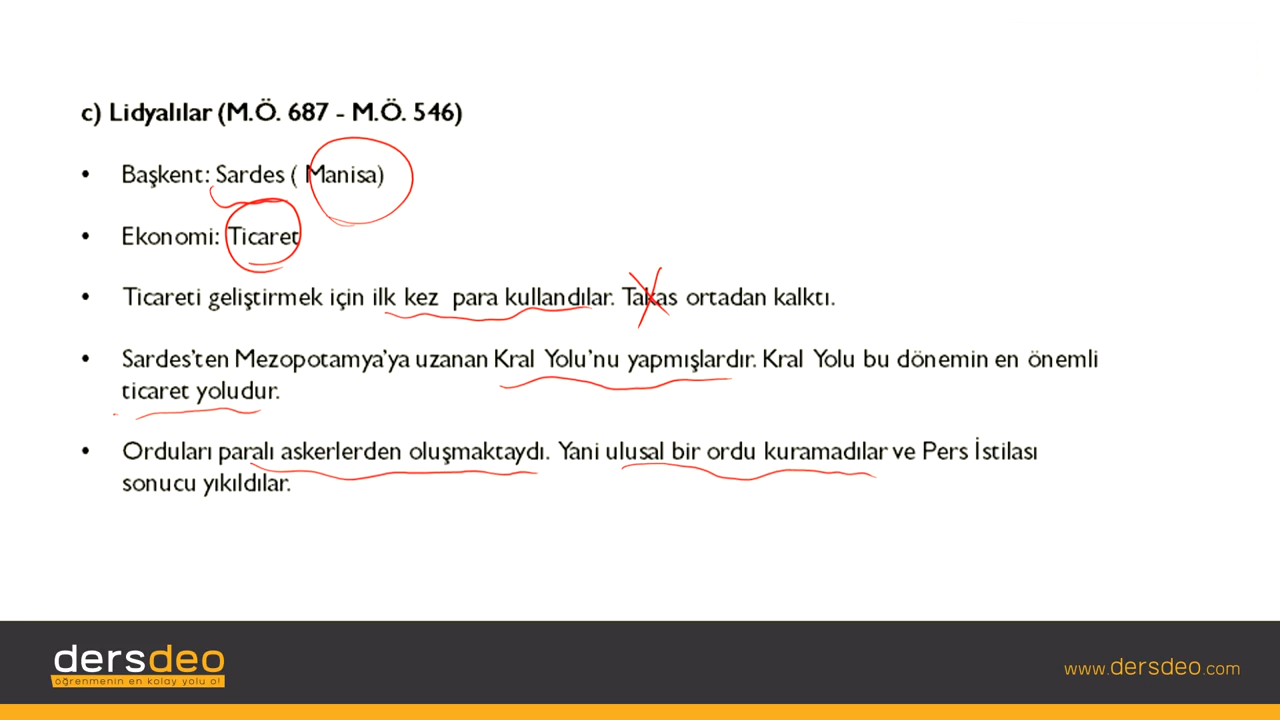 c) Lidyalılar (M.Ö. 687 - M.Ö. 546)
• Başkent: Sardes ( Manisa)
• Ekonomi: Ticaret
• Ticareti geliştirmek için ilk kez para kullandılar. Takas ortadan kalktı.
• Sardes'ten Mezopotamya'ya uzanan Kral Yolu'nu yapmışlardır. Kral Yolu bu dönemin en önemli
ticaret yoludur.
• Orduları paralı askerlerden oluşmaktaydı. Yani ulusal bir ordu kuramadılar ve Pers İstilası
sonucu yıkıldılar.
dersdeo
öğrenmenin en kolay yolu o!
www.dersdeo.com